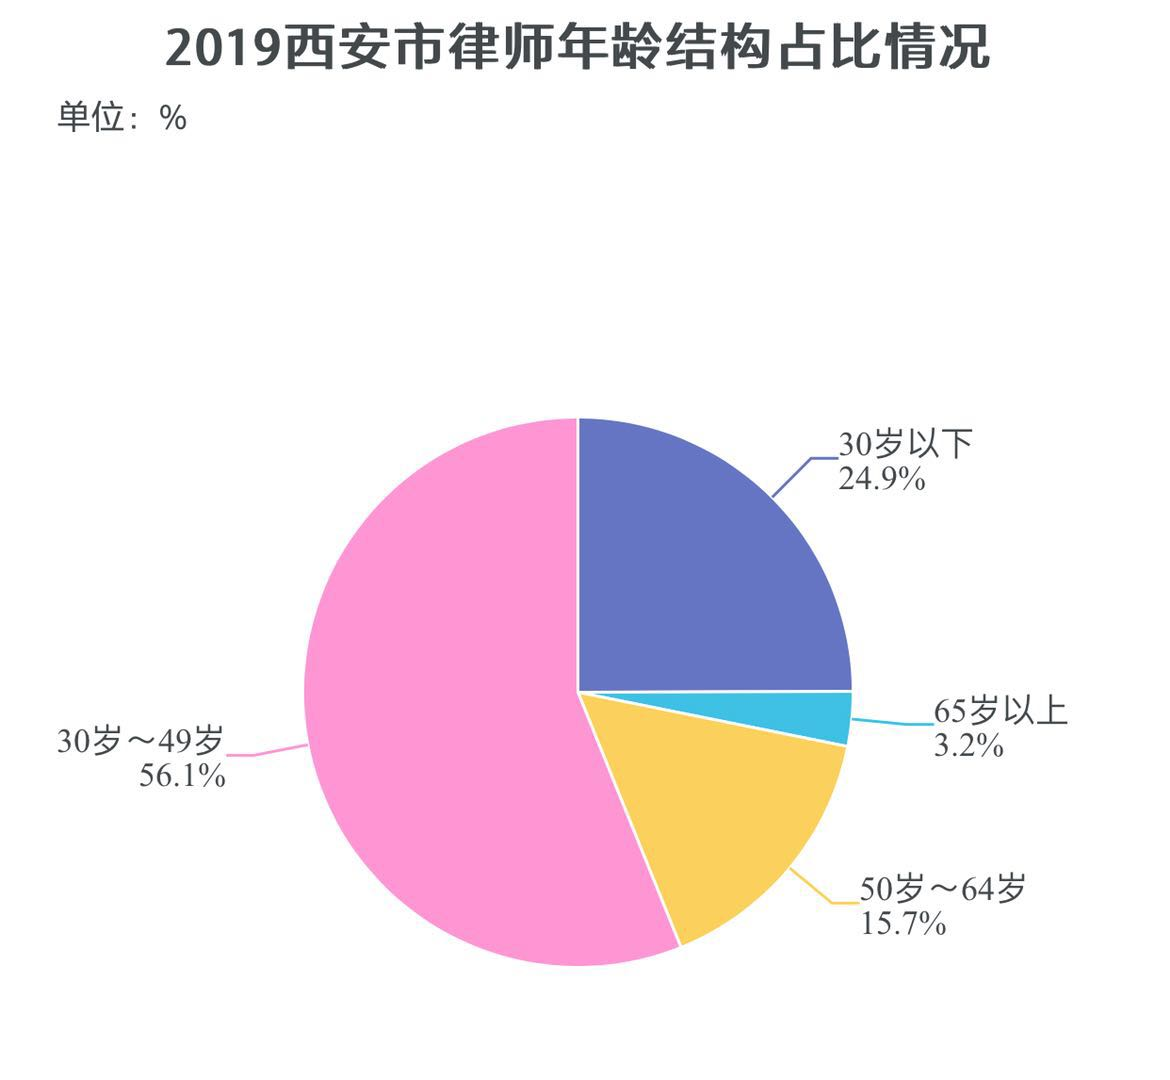 2019西安市律师年龄结构占比情况
单位：%
30岁以下
24.9%
65岁以上
3.2%
30岁～49岁
56.1%
50岁～64岁
15.7%